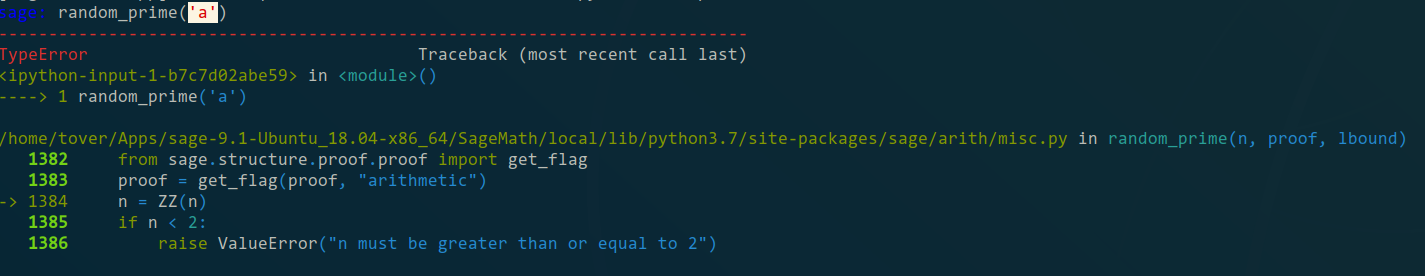 sage: random_prime('a')
---------------------------------------------------------------------------
TypeError                                 Traceback (most recent call last)
<ipython-input-1-b7c7d02abe59> in <module>()
----> 1 random_prime('a')
/home/tover/Apps/sage-9.1-Ubuntu_18.04-x86_64/SageMath/local/lib/python3.7/site-packages/sage/arith/misc.py in random_prime(n, proof, lbound)
   1382     from sage.structure.proof.proof import get_flag
   1383     proof = get_flag(proof, "arithmetic")
-> 1384     n = ZZ(n)
   1385     if n < 2:
   1386         raise ValueError("n must be greater than or equal to 2")